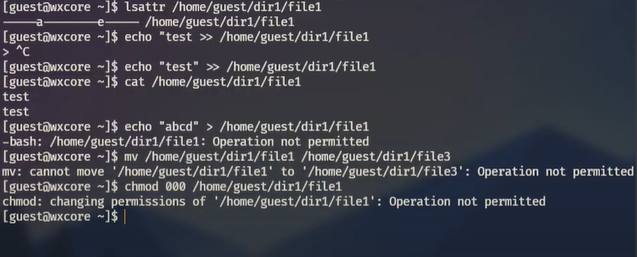 [guest@wxcore ~]$ lsattr /home/guest/dir1/file1
-----a--------e----- /home/guest/dir1/file1
[guest@wxcore ~]$ echo "test >> /home/guest/dir1/file1
> ^C
[guest@wxcore ~]$ echo "test" >> /home/guest/dir1/file1
[guest@wxcore ~]$ cat /home/guest/dir1/file1
test
test
[guest@wxcore ~]$ echo "abcd" > /home/guest/dir1/file1
-bash: /home/guest/dir1/file1: Operation not permitted
[guest@wxcore ~]$ mv /home/guest/dir1/file1 /home/guest/dir1/file3
mv: cannot move '/home/guest/dir1/file1' to '/home/guest/dir1/file3': Operation not permitted
[guest@wxcore ~]$ chmod 000 /home/guest/dir1/file1
chmod: changing permissions of '/home/guest/dir1/file1': Operation not permitted
[guest@wxcore ~]$